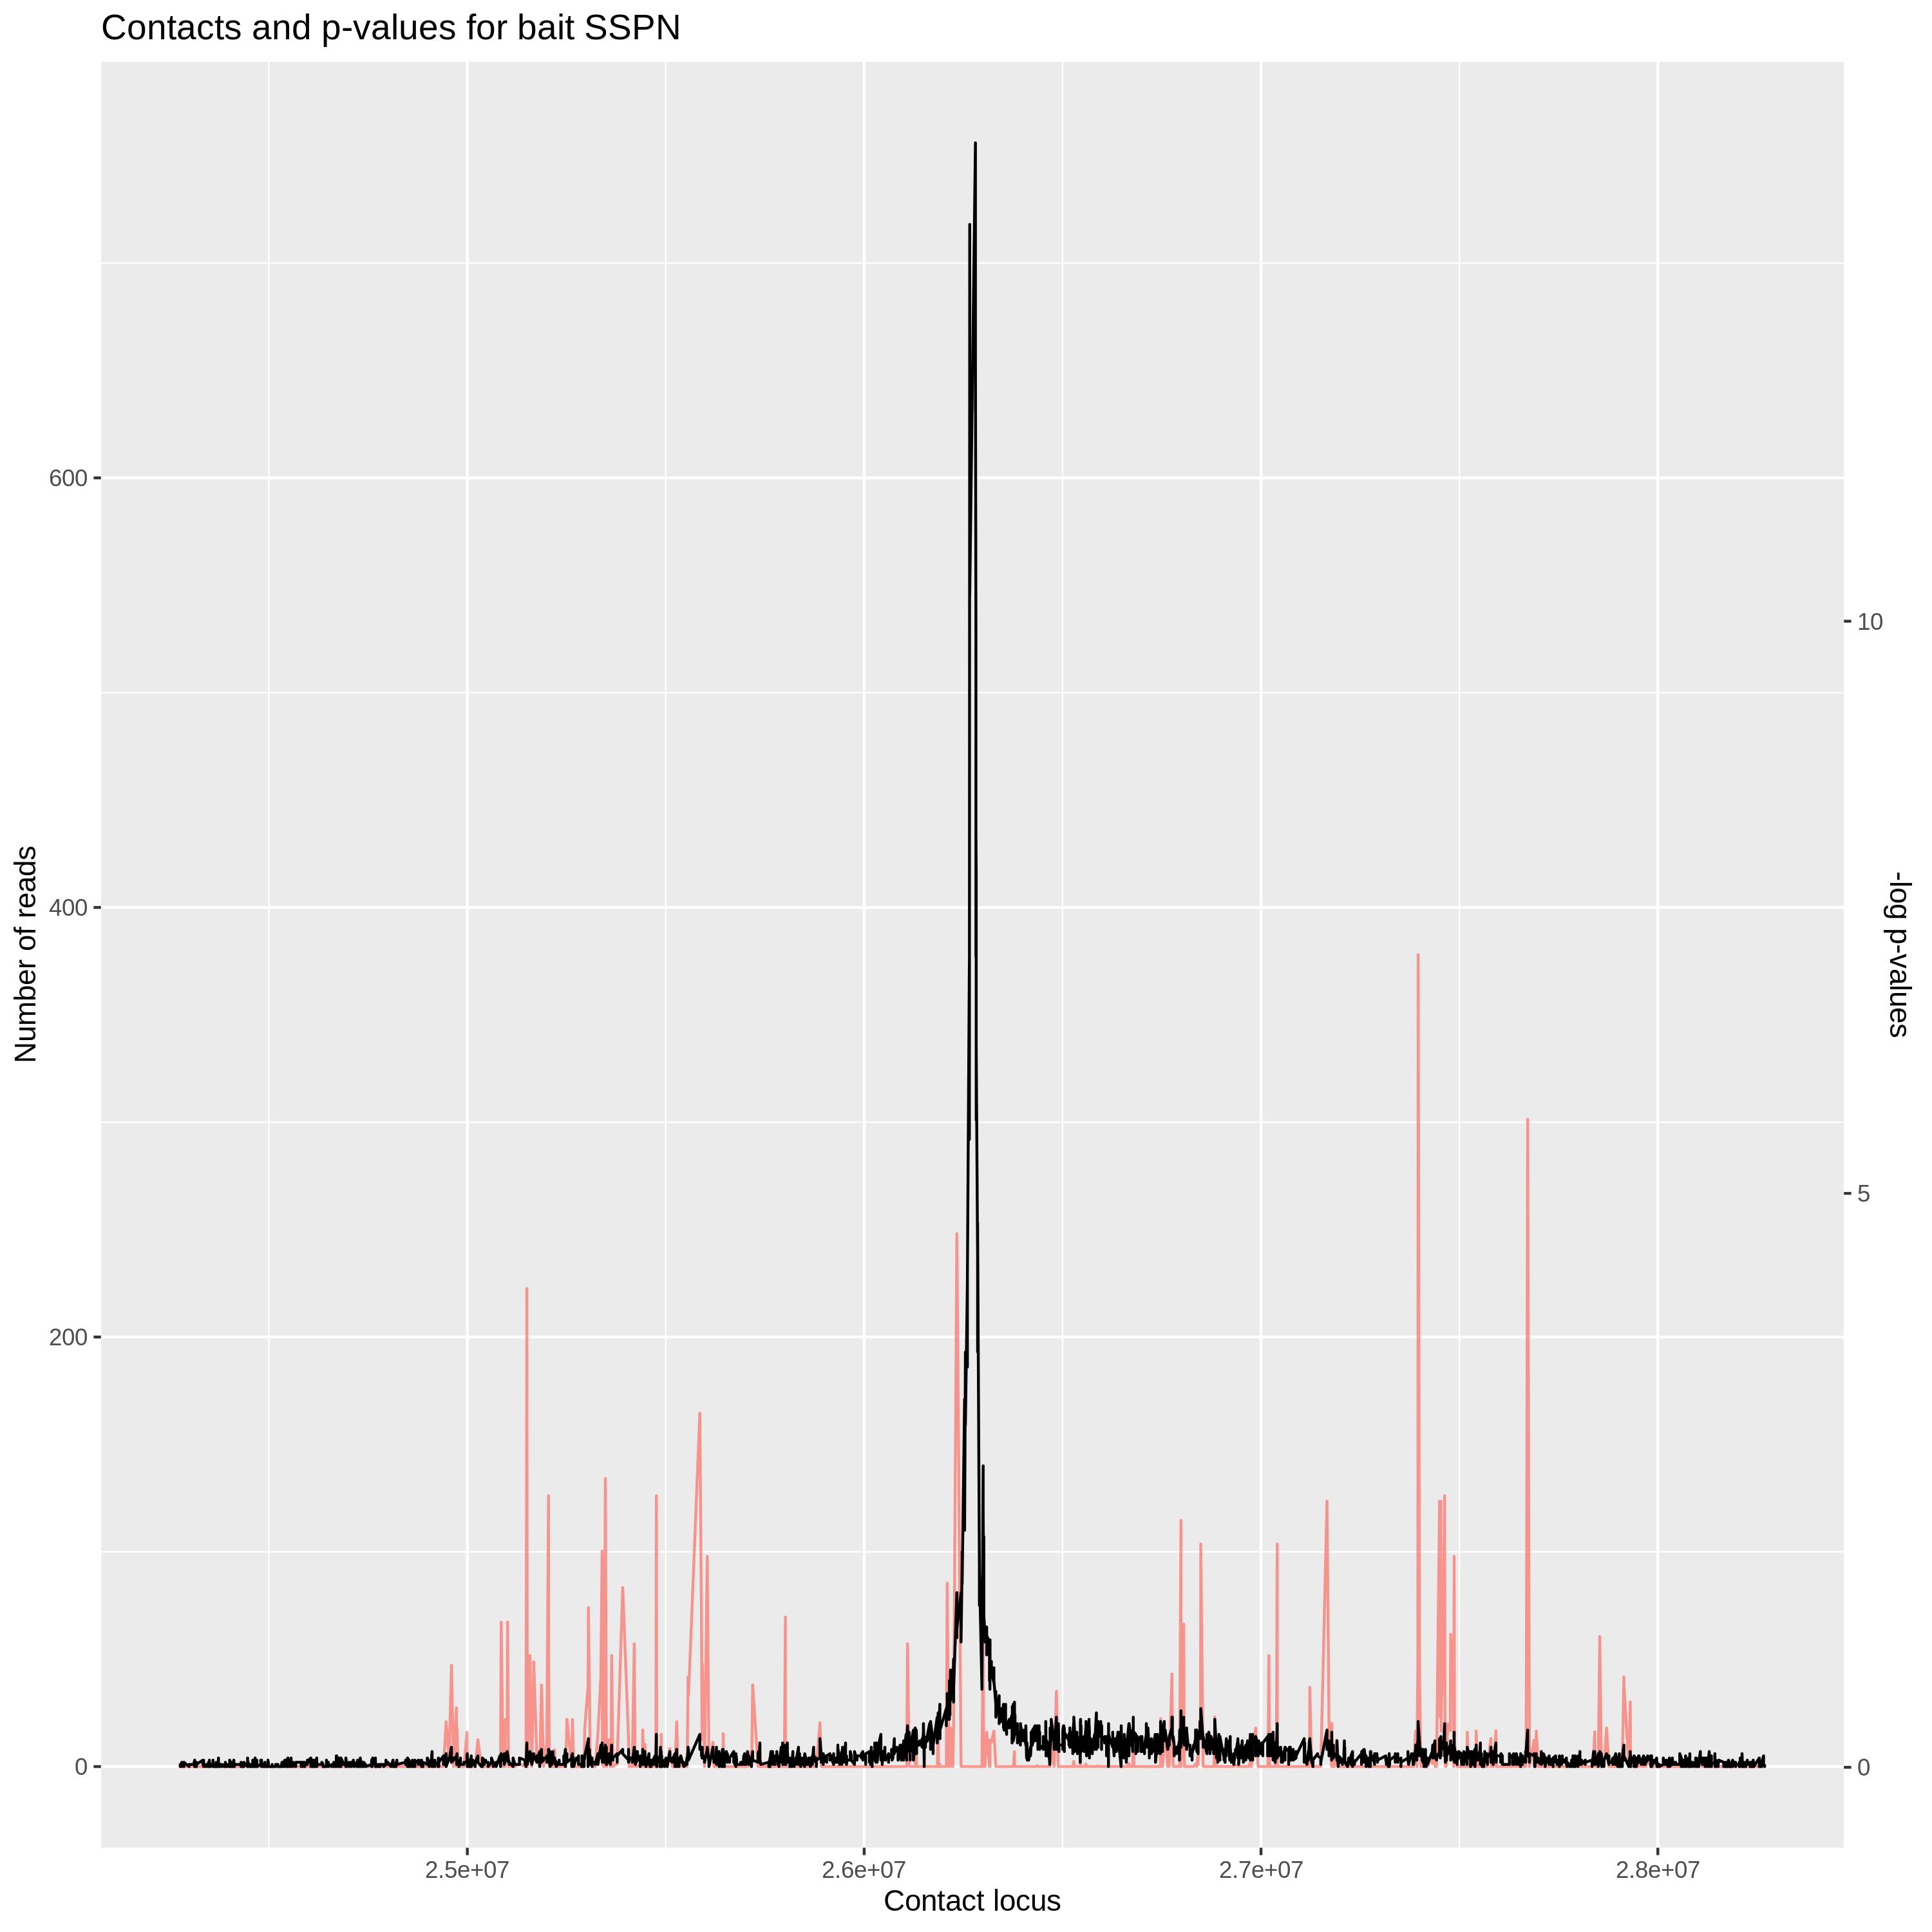 Contacts and p-values for bait SSPN
Number of reads
600
400
200
0
10
5
0
-log p-values
2.5e+07
2.6e+07
2.7e+07
2.8e+07
Contact locus